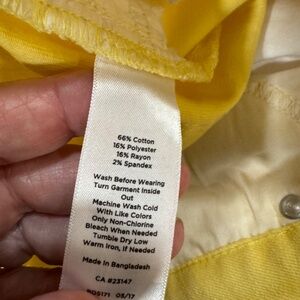 66% Cotton
16% Polyester
16% Rayon
2% Spandex
Wash Before Wearing
Turn Garment Inside
Out
Machine Wash Cold
With Like Colors
Only Non-Chlorine
Bleach When Needed
Tumble Dry Low
Warm Iron, If Needed
Made In Bangladesh
CA #23147
05/17